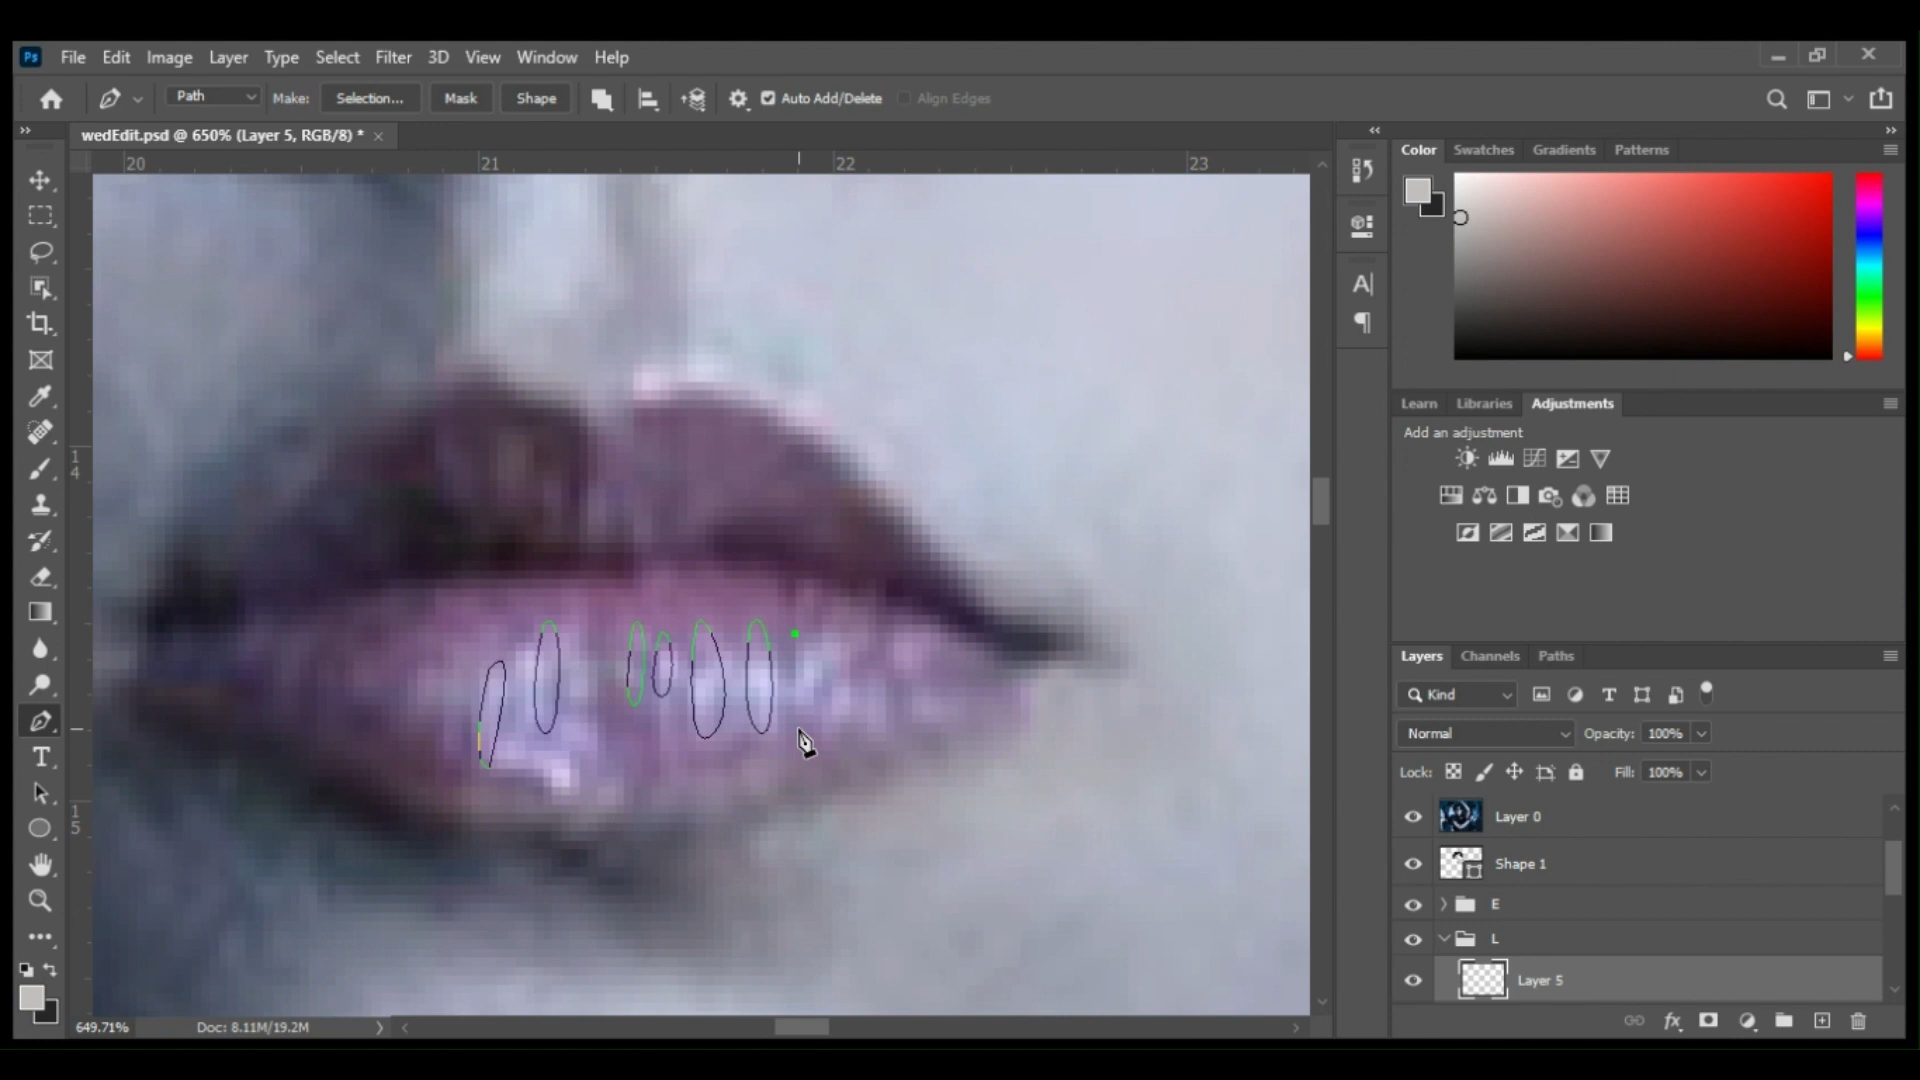 Ps File Edit Image Layer Type Select Filter 3D View Window Help
Path Make: Selection... Mask Shape Auto Add/Delete Align Edges
wedEdit.psd @ 650% (Layer 5, RGB/8) *
20 21 22 23
14
15
Color Swatches Gradients Patterns
Learn Libraries Adjustments
Add an adjustment
Layers Channels Paths
Kind
Normal Opacity: 100%
Lock: Fill: 100%
Layer 0
Shape 1
E
L
Layer 5
649.71% Doc: 8.11M/19.2M